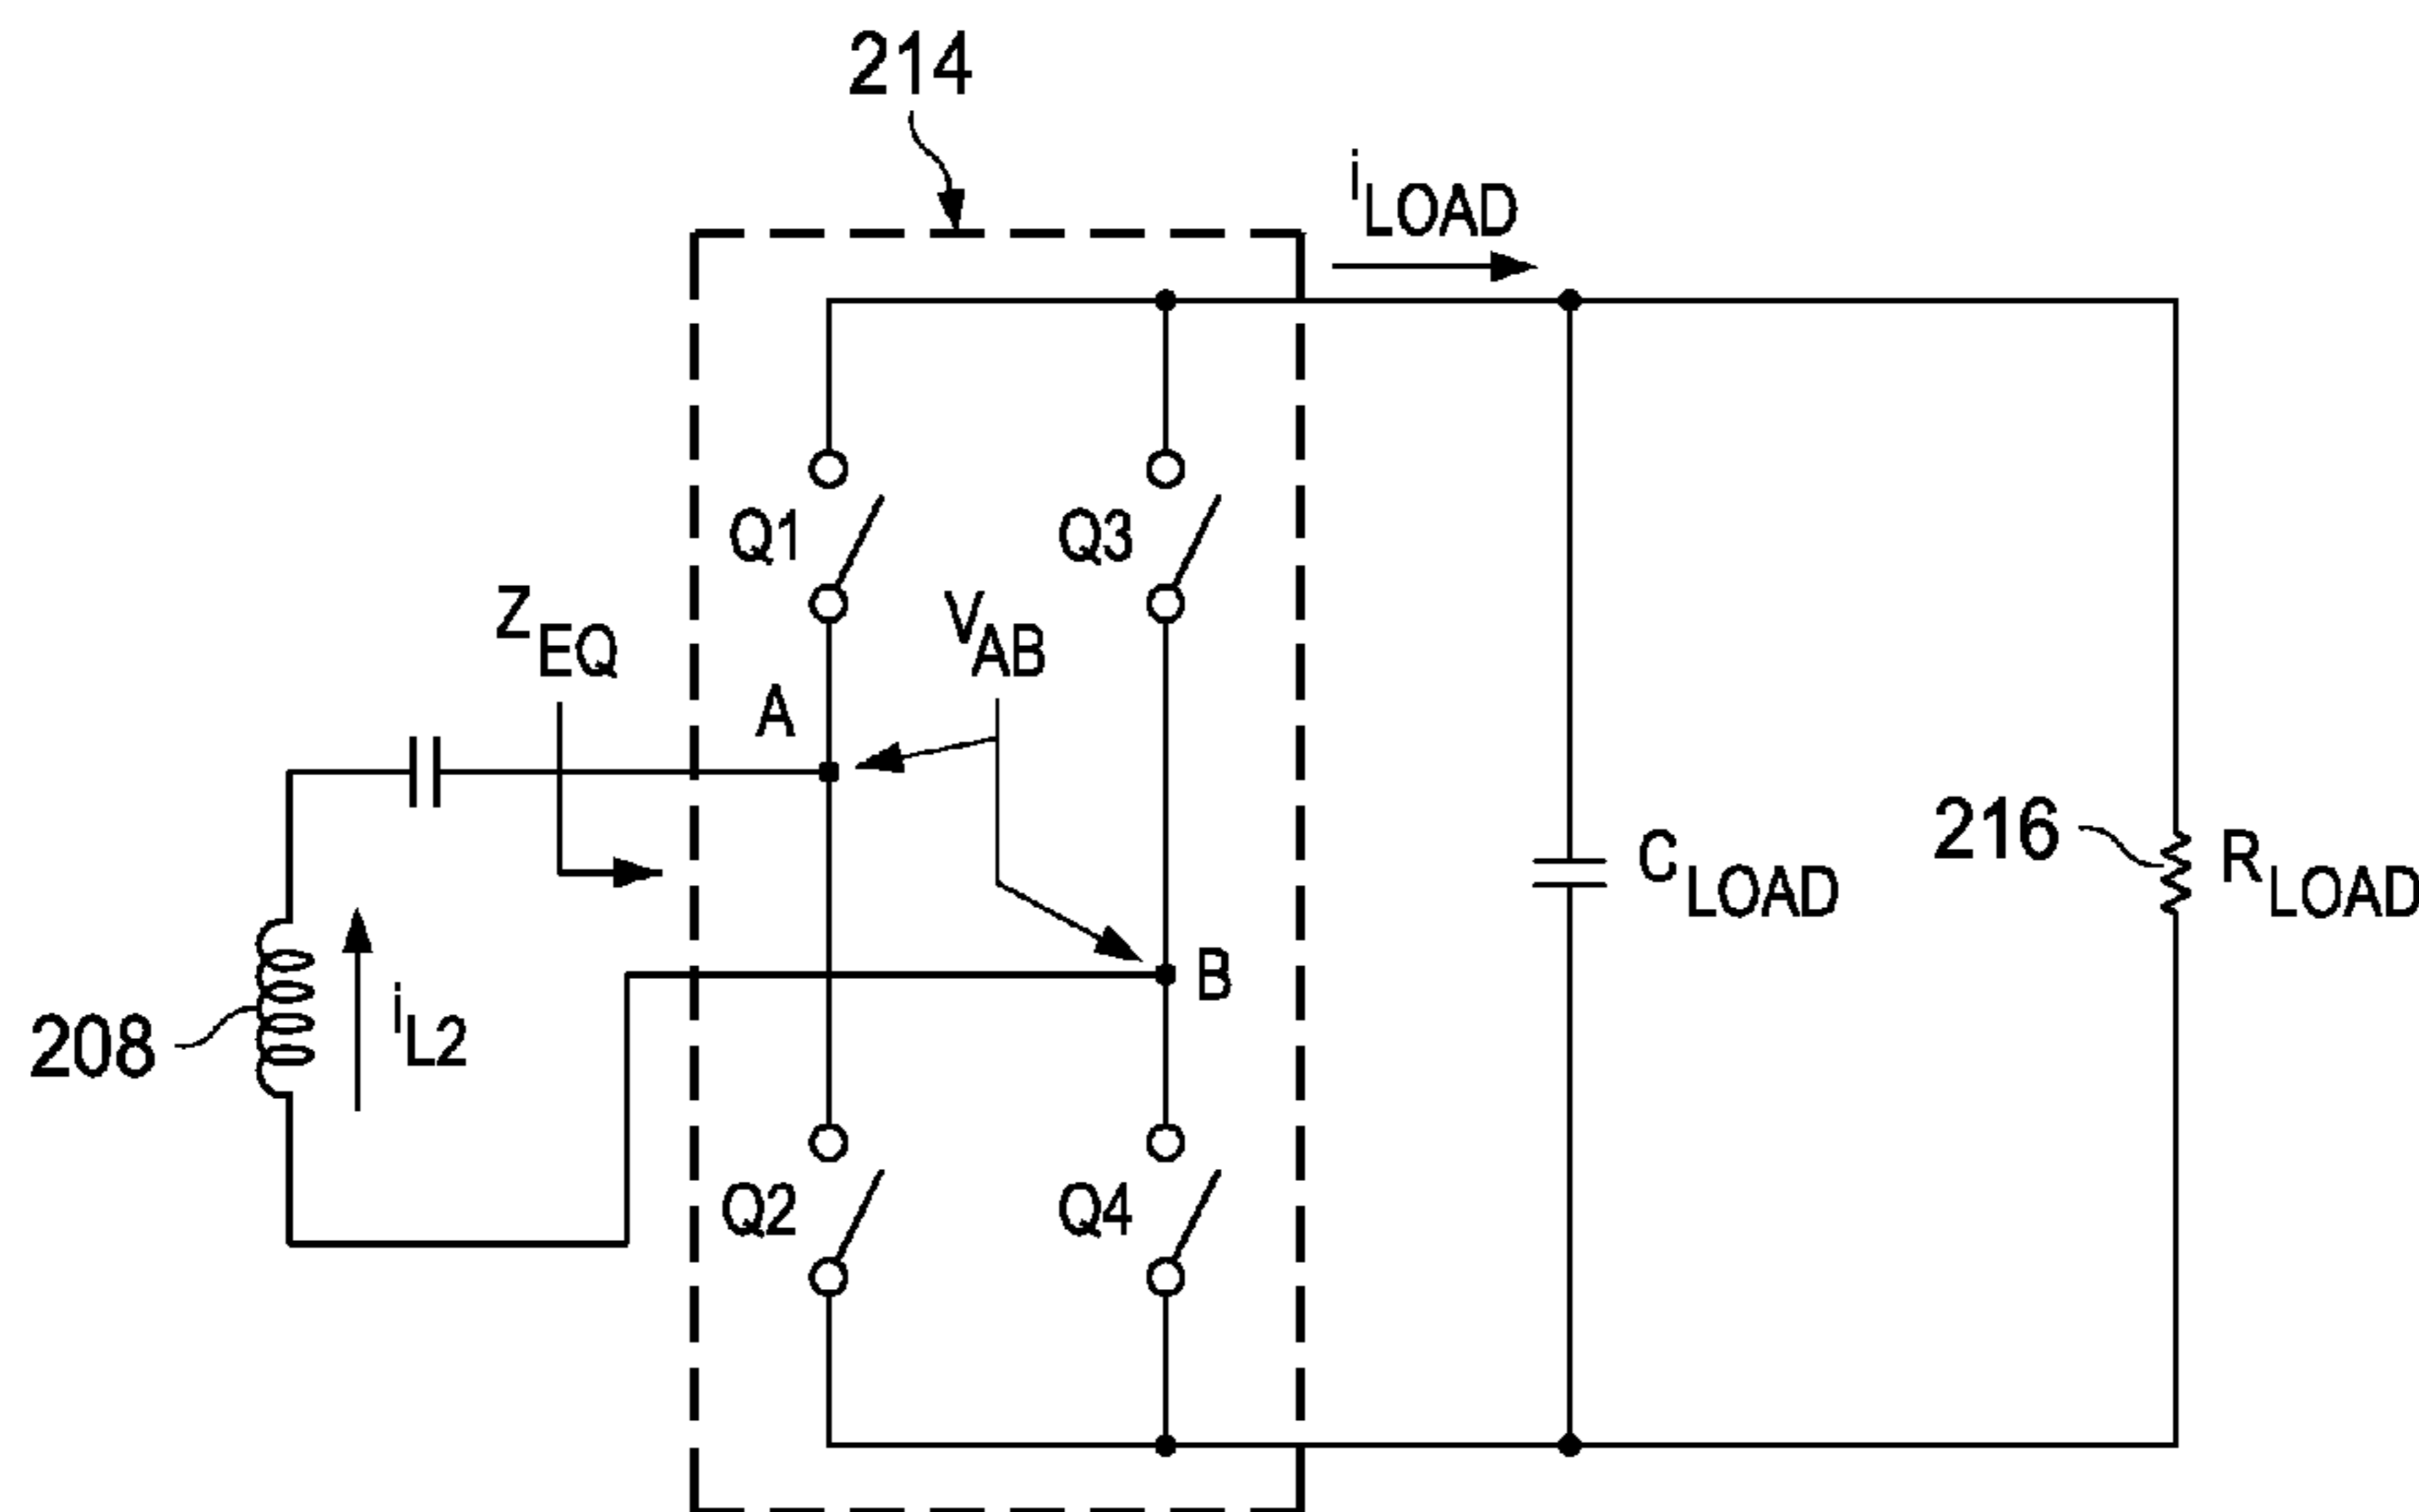 214
iLOAD
Q1
Q3
ZEQ
VAB
A
216
CLOAD
RLOAD
B
208
iL2
Q2
Q4